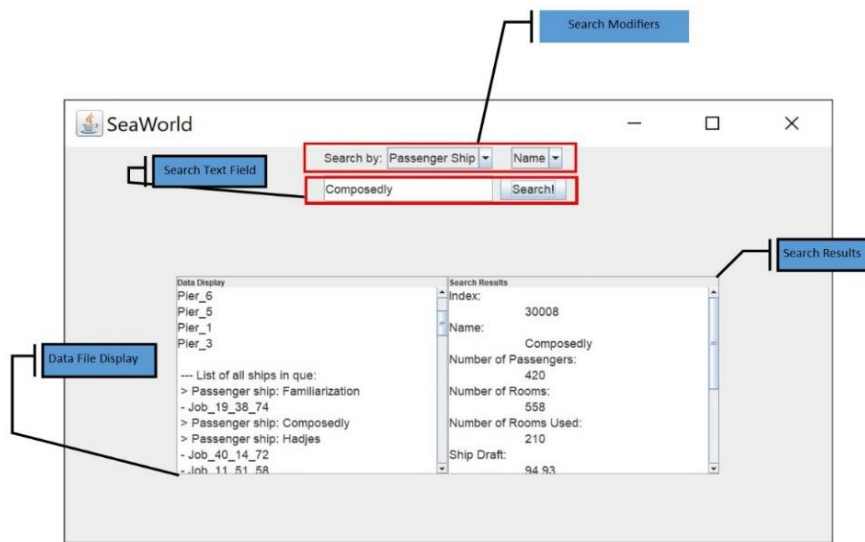 Search Modifiers
SeaWorld
Search by: Passenger Ship Name
Search Text Field
Composedly Search!
Search Results
Data Display
Pier_6
Pier_5
Pier_1
Pier_3
--- List of all ships in que:
> Passenger ship: Familiarization
- Job_19_38_74
> Passenger ship: Composedly
> Passenger ship: Hadjes
- Job_40_14_72
- Job_11_51_58
Search Results
Index:
30008
Name:
Composedly
Number of Passengers:
420
Number of Rooms:
558
Number of Rooms Used:
210
Ship Draft:
94.93
Data File Display